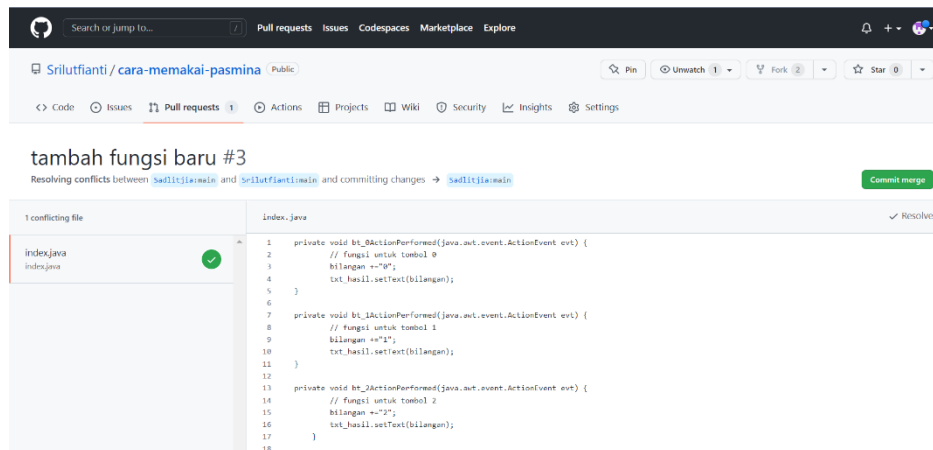 Search or jump to... / Pull requests Issues Codespaces Marketplace Explore
Srilutfianti / cara-memakai-pasmina Public Pin Unwatch 1 Fork 2 Star 0
<> Code Issues Pull requests 1 Actions Projects Wiki Security Insights Settings
tambah fungsi baru #3
Resolving conflicts between Sadlitjia:main and Srilutfianti:main and committing changes → Sadlitjia:main Commit merge
1 conflicting file index.java Resolve
index.java
index.java
1 private void bt_0ActionPerformed(java.awt.event.ActionEvent evt) {
2 // fungsi untuk tombol 0
3 bilangan +="0";
4 txt_hasil.setText(bilangan);
5 }
6
7 private void bt_1ActionPerformed(java.awt.event.ActionEvent evt) {
8 // fungsi untuk tombol 1
9 bilangan +="1";
10 txt_hasil.setText(bilangan);
11 }
12
13 private void bt_2ActionPerformed(java.awt.event.ActionEvent evt) {
14 // fungsi untuk tombol 2
15 bilangan +="2";
16 txt_hasil.setText(bilangan);
17 }
18